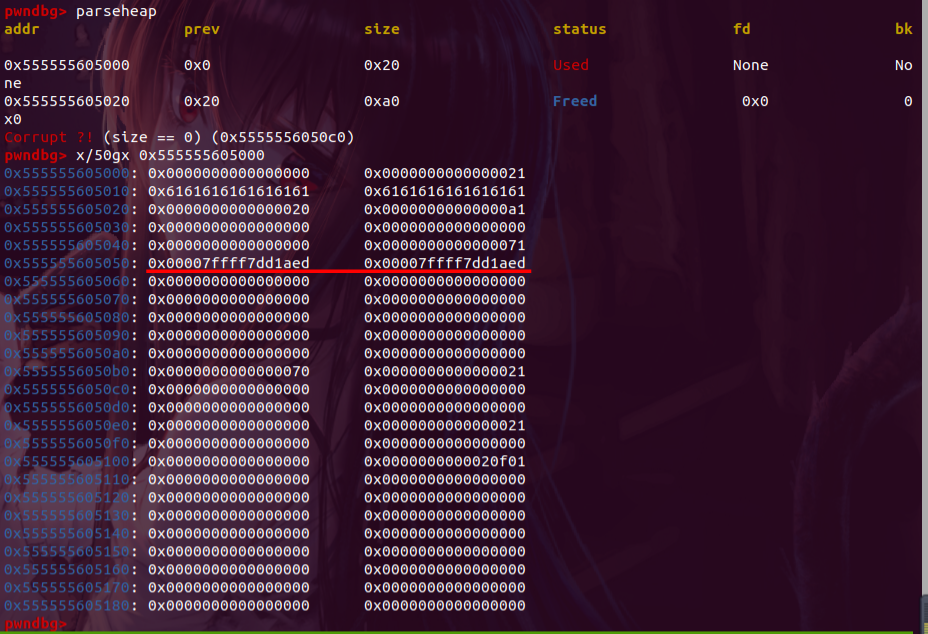 pwndbg> parseheap
addr prev size status fd bk
0x555555605000 0x0 0x20 Used None No
ne
0x555555605020 0x20 0xa0 Freed 0x0 0
x0
Corrupt ?! (size == 0) (0x5555556050c0)
pwndbg> x/50gx 0x555555605000
0x555555605000: 0x0000000000000000 0x0000000000000021
0x555555605010: 0x6161616161616161 0x6161616161616161
0x555555605020: 0x0000000000000020 0x00000000000000a1
0x555555605030: 0x0000000000000000 0x0000000000000000
0x555555605040: 0x0000000000000000 0x0000000000000071
0x555555605050: 0x00007ffff7dd1aed 0x00007ffff7dd1aed
0x555555605060: 0x0000000000000000 0x0000000000000000
0x555555605070: 0x0000000000000000 0x0000000000000000
0x555555605080: 0x0000000000000000 0x0000000000000000
0x555555605090: 0x0000000000000000 0x0000000000000000
0x5555556050a0: 0x0000000000000000 0x0000000000000000
0x5555556050b0: 0x0000000000000070 0x0000000000000021
0x5555556050c0: 0x0000000000000000 0x0000000000000000
0x5555556050d0: 0x0000000000000000 0x0000000000000000
0x5555556050e0: 0x0000000000000000 0x0000000000000021
0x5555556050f0: 0x0000000000000000 0x0000000000000000
0x555555605100: 0x0000000000000000 0x0000000000020f01
0x555555605110: 0x0000000000000000 0x0000000000000000
0x555555605120: 0x0000000000000000 0x0000000000000000
0x555555605130: 0x0000000000000000 0x0000000000000000
0x555555605140: 0x0000000000000000 0x0000000000000000
0x555555605150: 0x0000000000000000 0x0000000000000000
0x555555605160: 0x0000000000000000 0x0000000000000000
0x555555605170: 0x0000000000000000 0x0000000000000000
0x555555605180: 0x0000000000000000 0x0000000000000000
pwndbg>